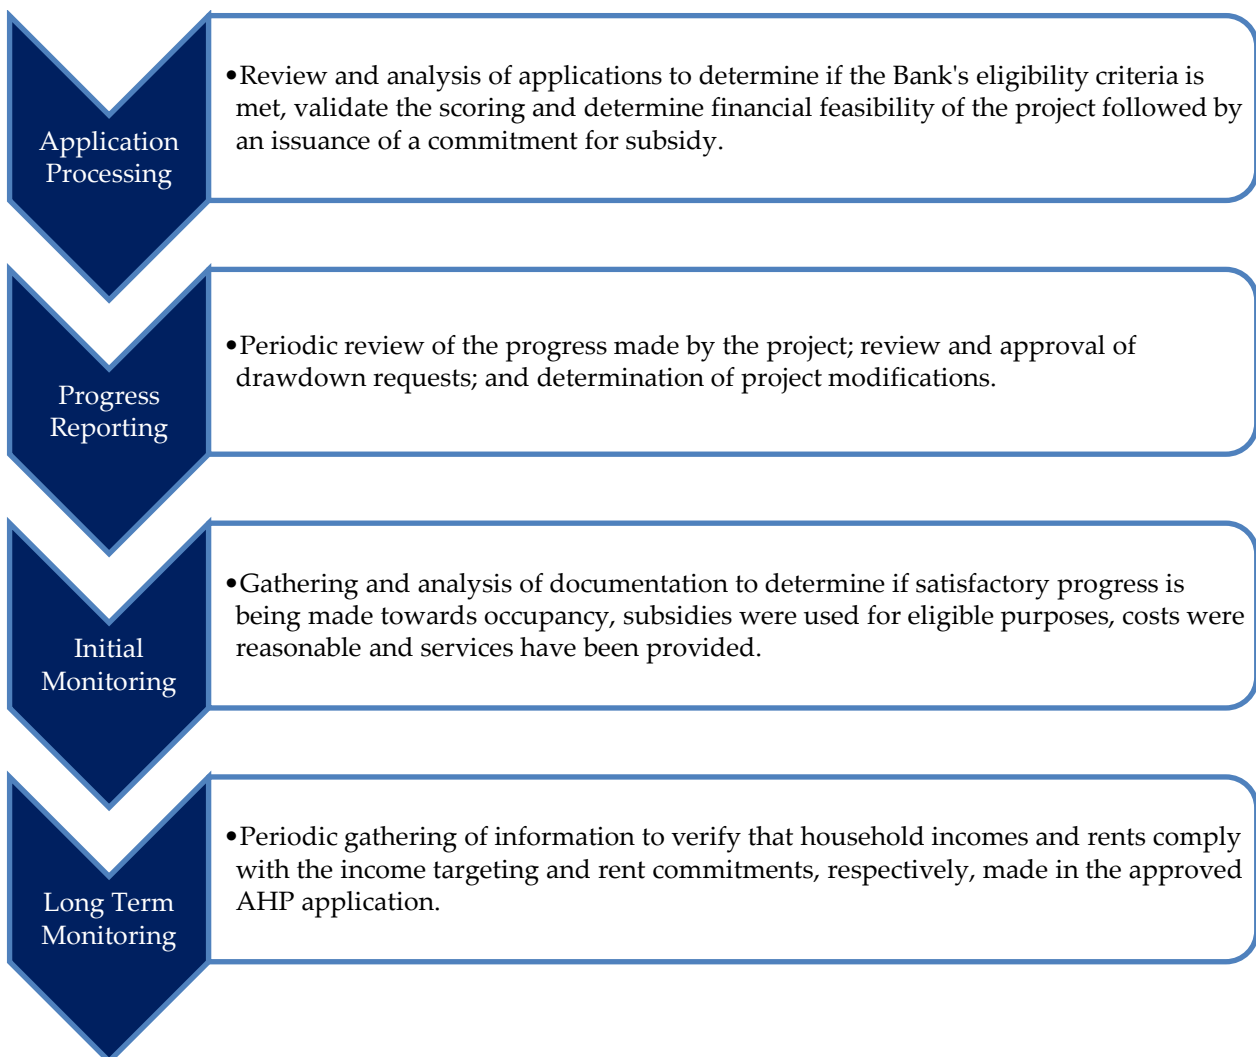 Application
Processing
•Review and analysis of applications to determine if the Bank's eligibility criteria is
met, validate the scoring and determine financial feasibility of the project followed by
an issuance of a commitment for subsidy.
Progress
Reporting
•Periodic review of the progress made by the project; review and approval of
drawdown requests; and determination of project modifications.
Initial
Monitoring
•Gathering and analysis of documentation to determine if satisfactory progress is
being made towards occupancy, subsidies were used for eligible purposes, costs were
reasonable and services have been provided.
Long Term
Monitoring
•Periodic gathering of information to verify that household incomes and rents comply
with the income targeting and rent commitments, respectively, made in the approved
AHP application.